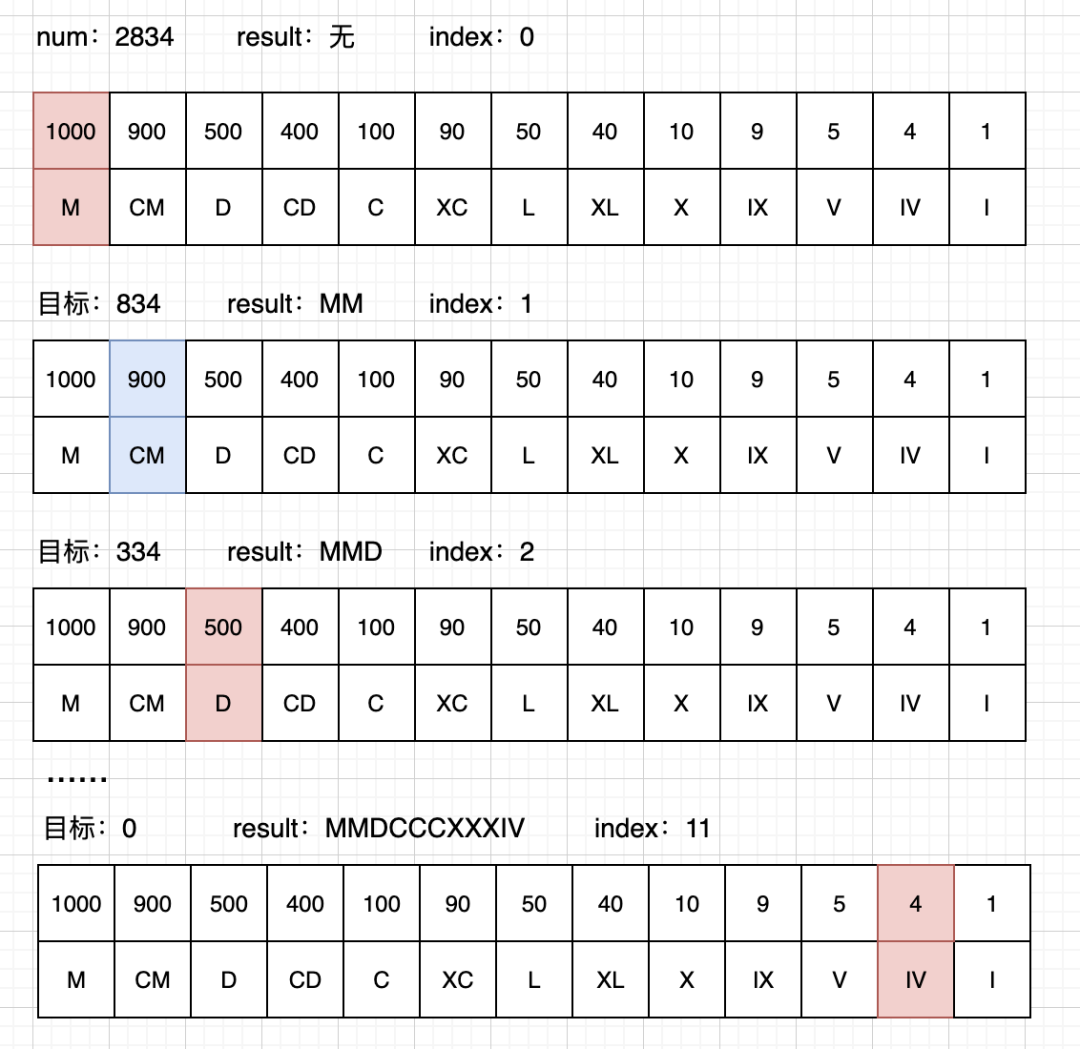 num：2834 result：无 index：0
1000 900 500 400 100 90 50 40 10 9 5 4 1
M CM D CD C XC L XL X IX V IV I
目标：834 result：MM index：1
1000 900 500 400 100 90 50 40 10 9 5 4 1
M CM D CD C XC L XL X IX V IV I
目标：334 result：MMD index：2
1000 900 500 400 100 90 50 40 10 9 5 4 1
M CM D CD C XC L XL X IX V IV I
......
目标：0 result：MMDCCCXXXIV index：11
1000 900 500 400 100 90 50 40 10 9 5 4 1
M CM D CD C XC L XL X IX V IV I